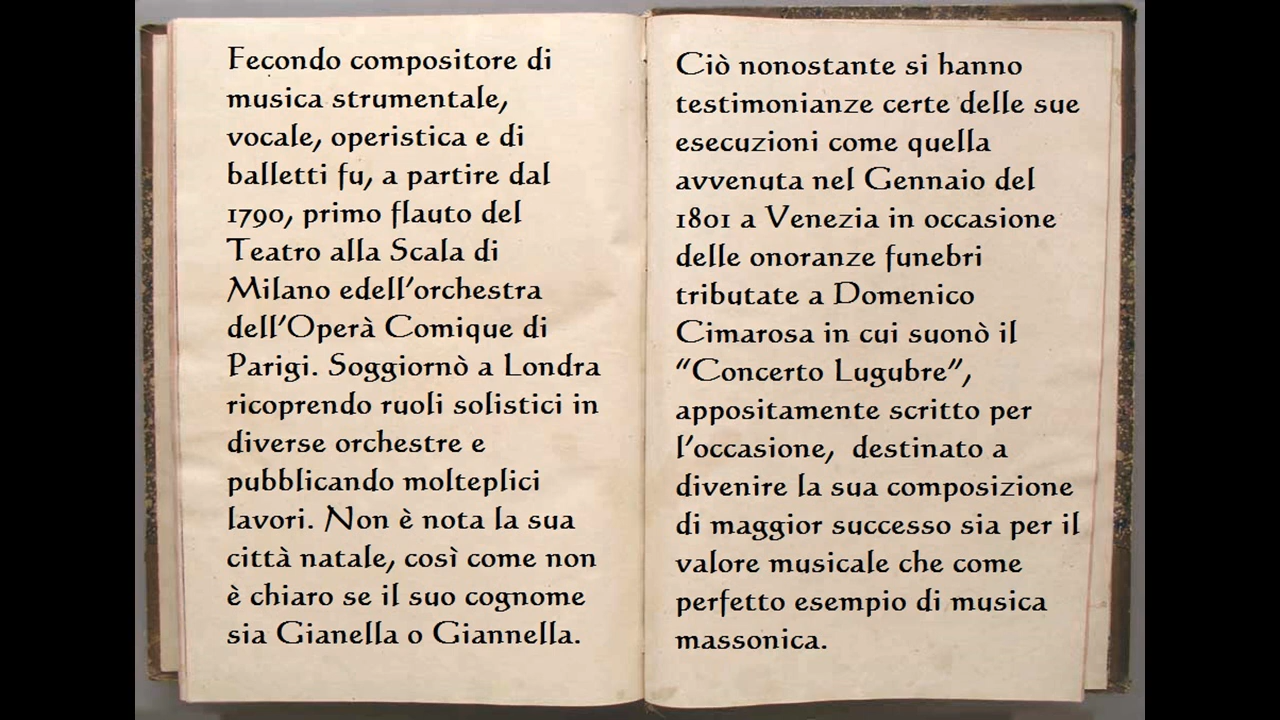 Fecondo compositore di
musica strumentale,
vocale, operistica e di
balletti fu, a partire dal
1790, primo flauto del
Teatro alla Scala di
Milano edell’orchestra
dell’Operà Comique di
Parigi. Soggiornò a Londra
ricoprendo ruoli solistici in
diverse orchestre e
pubblicando molteplici
lavori. Non è nota la sua
città natale, così come non
è chiaro se il suo cognome
sia Gianella o Giannella.
Ciò nonostante si hanno
testimonianze certe delle sue
esecuzioni come quella
avvenuta nel Gennaio del
1801 a Venezia in occasione
delle onoranze funebri
tributate a Domenico
Cimarosa in cui suonò il
“Concerto Lugubre”,
appositamente scritto per
l’occasione,  destinato a
divenire la sua composizione
di maggior successo sia per il
valore musicale che come
perfetto esempio di musica
massonica.